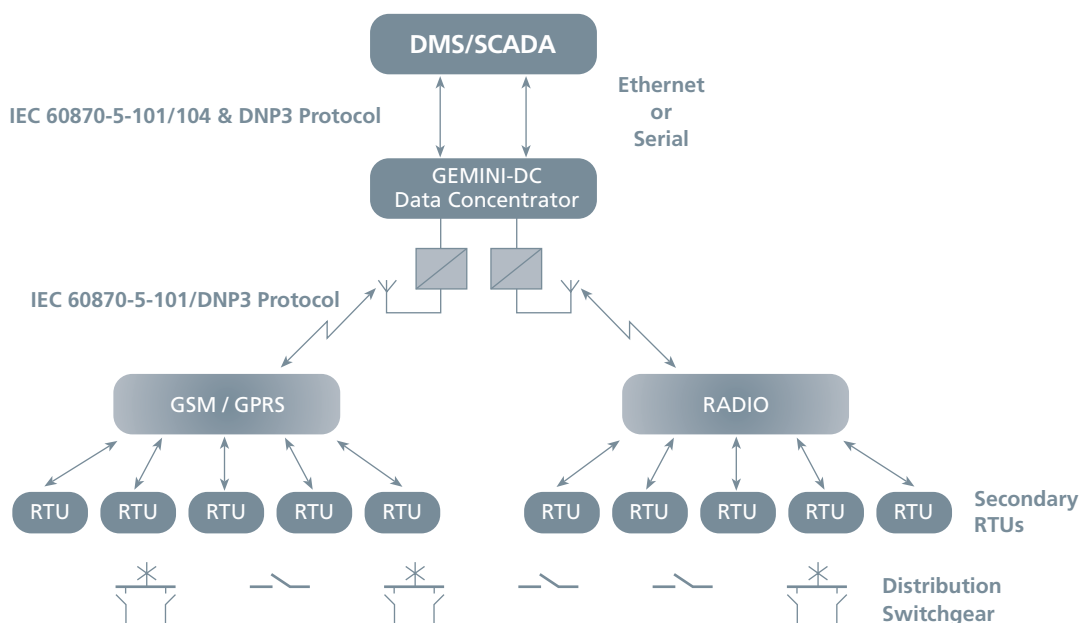 DMS/SCADA
Ethernet
or
Serial
IEC 60870-5-101/104 & DNP3 Protocol
GEMINI-DC
Data Concentrator
IEC 60870-5-101/DNP3 Protocol
GSM / GPRS
RADIO
RTU RTU RTU RTU RTU
RTU RTU RTU RTU RTU
Secondary
RTUs
Distribution
Switchgear